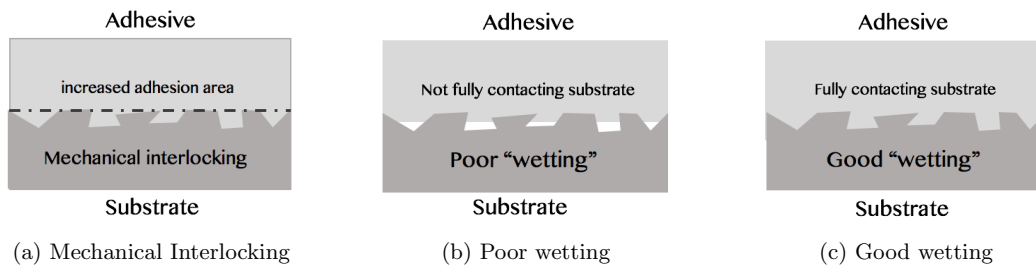 Adhesive
increased adhesion area
Mechanical interlocking
Substrate
(a) Mechanical Interlocking
Adhesive
Not fully contacting substrate
Poor “wetting”
Substrate
(b) Poor wetting
Adhesive
Fully contacting substrate
Good “wetting”
Substrate
(c) Good wetting